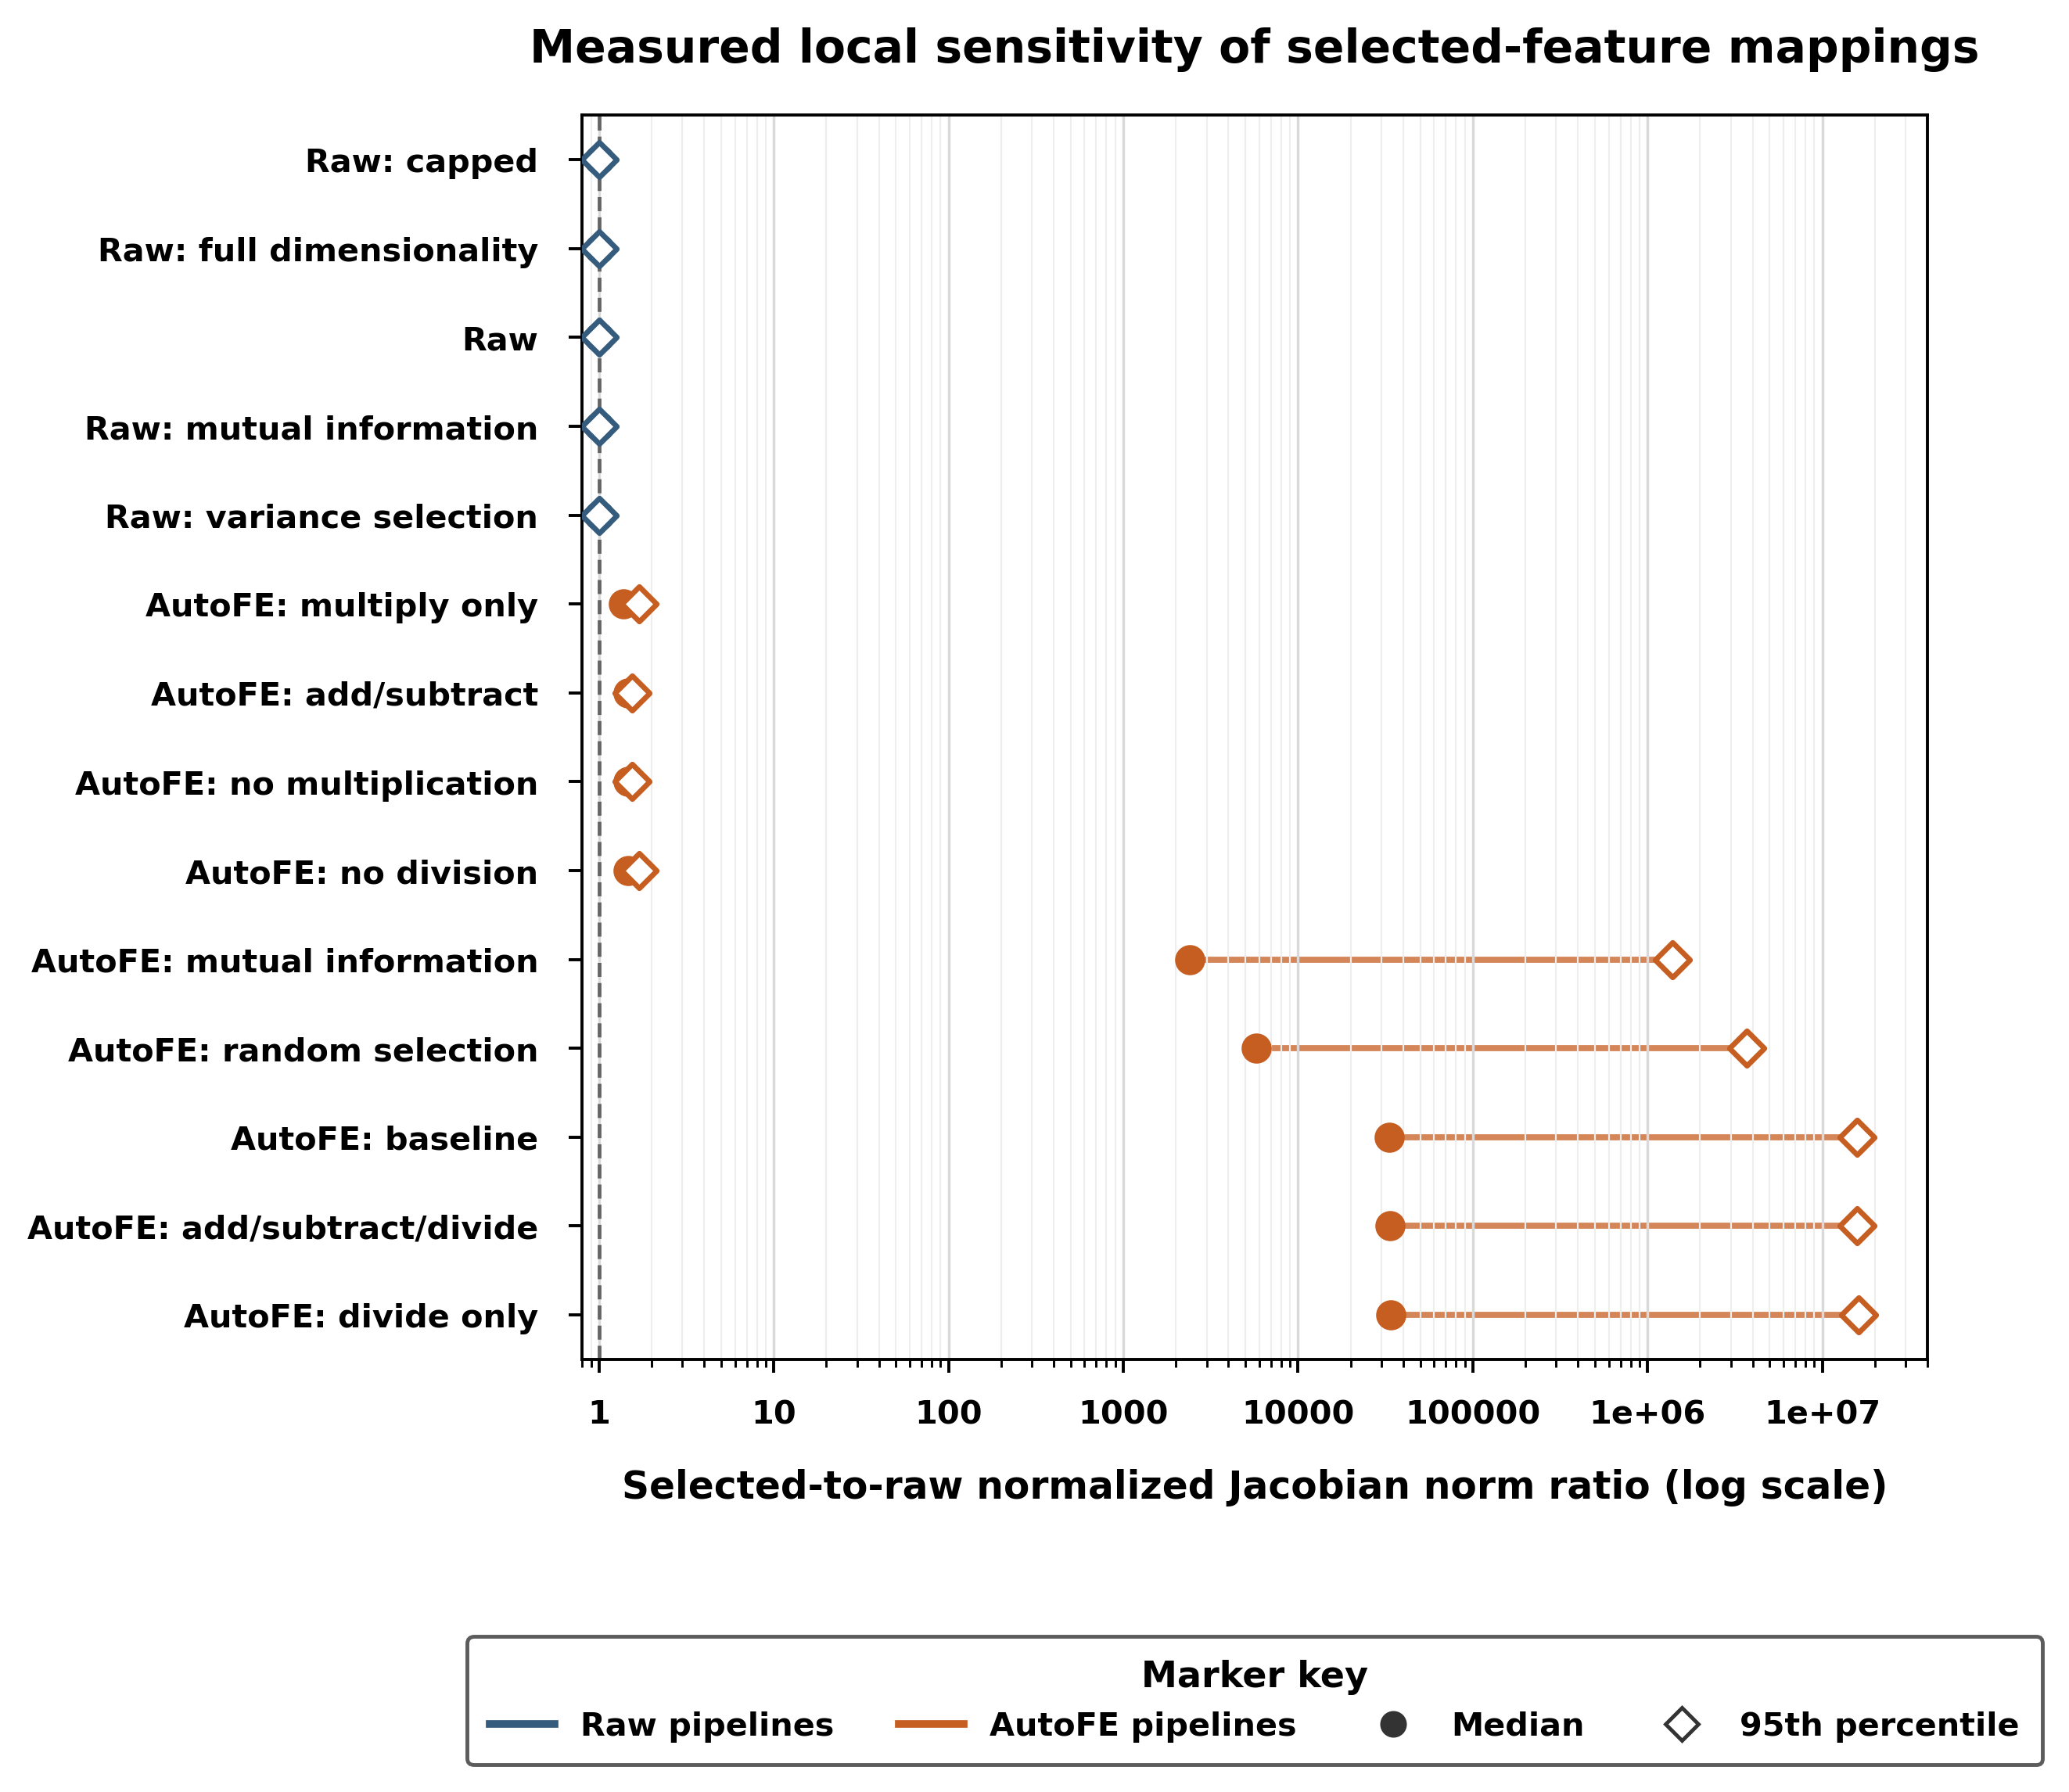 Measured local sensitivity of selected-feature mappings
Raw: capped
Raw: full dimensionality
Raw
Raw: mutual information
Raw: variance selection
AutoFE: multiply only
AutoFE: add/subtract
AutoFE: no multiplication
AutoFE: no division
AutoFE: mutual information
AutoFE: random selection
AutoFE: baseline
AutoFE: add/subtract/divide
AutoFE: divide only
1 10 100 1000 10000 100000 1e+06 1e+07
Selected-to-raw normalized Jacobian norm ratio (log scale)
Marker key
Raw pipelines AutoFE pipelines Median 95th percentile